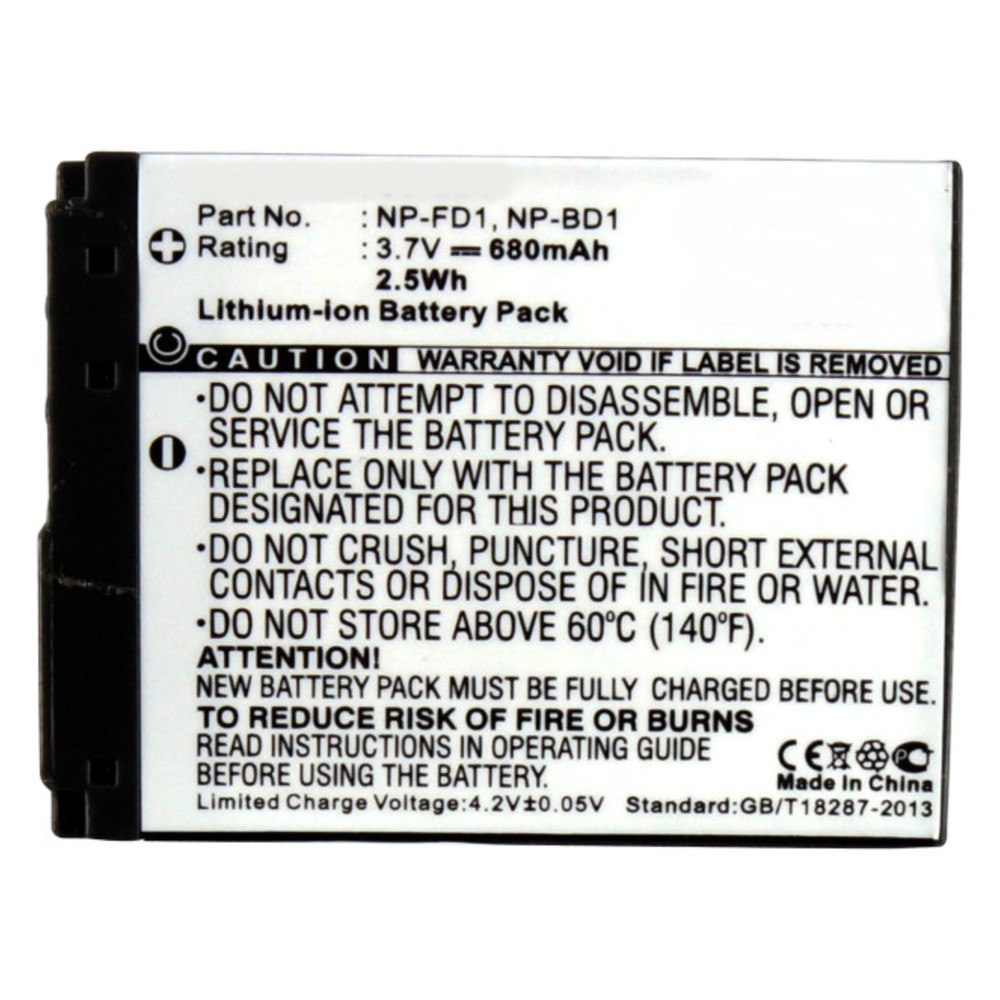 Part No. : NP-FD1, NP-BD1
Rating : 3.7V 680mAh
2.5Wh
Lithium-ion Battery Pack
CAUTION WARRANTY VOID IF LABEL IS REMOVED
•DO NOT ATTEMPT TO DISASSEMBLE, OPEN OR
SERVICE THE BATTERY PACK.
•REPLACE ONLY WITH THE BATTERY PACK
DESIGNATED FOR THIS PRODUCT.
•DO NOT CRUSH, PUNCTURE, SHORT EXTERNAL
CONTACTS OR DISPOSE OF IN FIRE OR WATER.
•DO NOT STORE ABOVE 60°C (140°F).
ATTENTION!
NEW BATTERY PACK MUST BE FULLY CHARGED BEFORE USE.
TO REDUCE RISK OF FIRE OR BURNS
READ INSTRUCTIONS IN OPERATING GUIDE
BEFORE USING THE BATTERY.
CE
Made In China
Limited Charge Voltage:4.2V±0.05V Standard:GB/T18287-2013